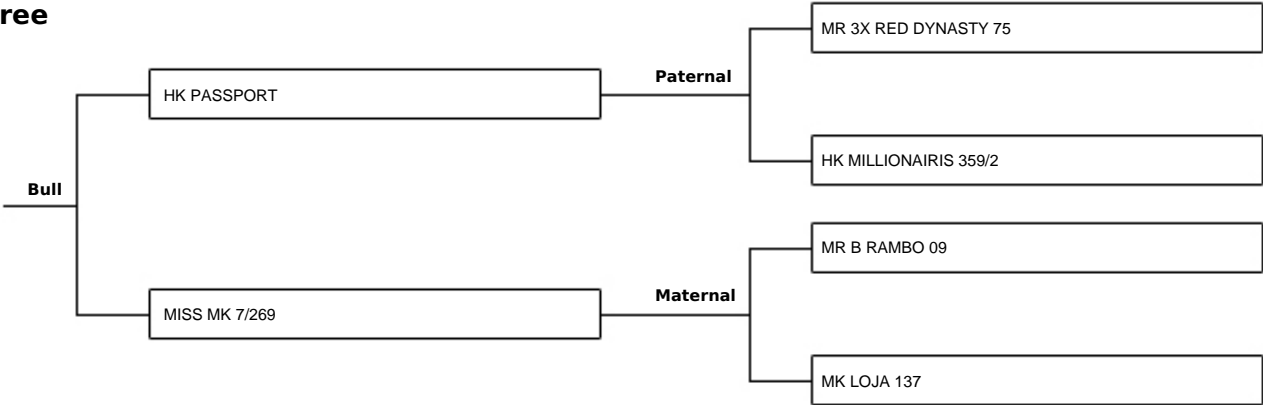 ree
MR 3X RED DYNASTY 75
Paternal
HK PASSPORT
HK MILLIONAIRIS 359/2
Bull
MR B RAMBO 09
Maternal
MISS MK 7/269
MK LOJA 137